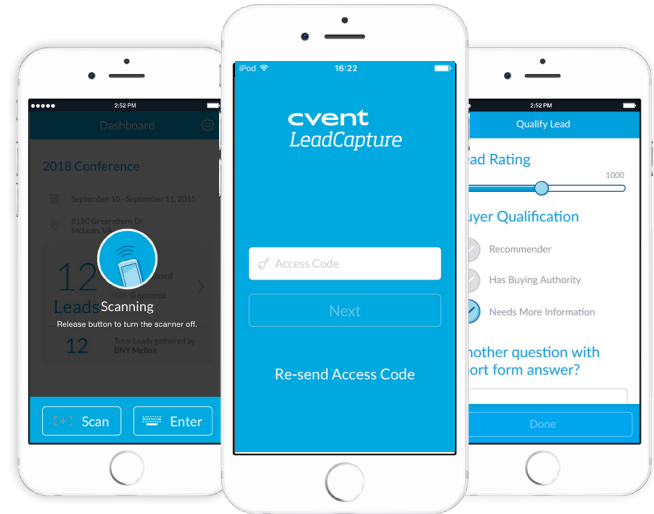 2:52 PM
Dashboard
2018 Conference
September 10 - September 11, 2015
8180 Greensboro Dr
McLean, VA
12
Leads
Scanning
Release button to turn the scanner off.
12
Total Leads gathered by
BNY Mellon
Scan
Enter
iPod
16:22
cvent
LeadCapture
Access Code
Next
Re-send Access Code
2:52 PM
Qualify Lead
ad Rating
1000
uyer Qualification
Recommender
Has Buying Authority
Needs More Information
nother question with
ort form answer?
Done